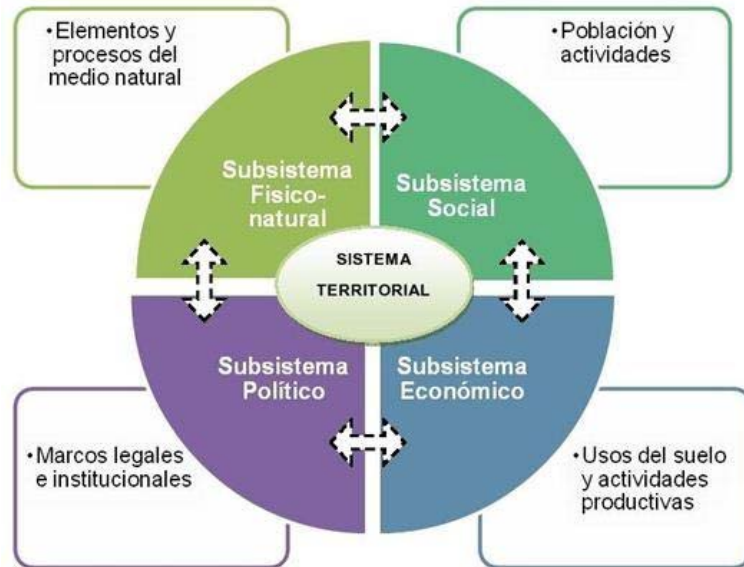 •Elementos y
procesos del
medio natural
•Población y
actividades
Subsistema
Fisico-
natural
Subsistema
Social
SISTEMA
TERRITORIAL
Subsistema
Político
Subsistema
Económico
•Marcos legales
e institucionales
•Usos del suelo
y actividades
productivas